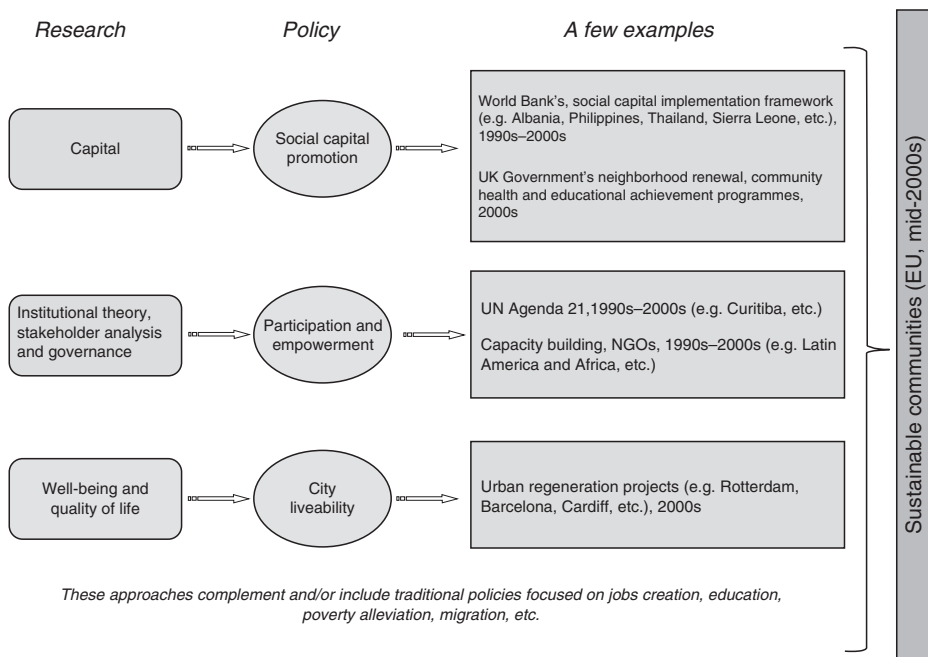 Research
Policy
A few examples
Capital
Social capital
promotion
World Bank's, social capital implementation framework
(e.g. Albania, Philippines, Thailand, Sierra Leone, etc.),
1990s–2000s
UK Government's neighborhood renewal, community
health and educational achievement programmes,
2000s
Institutional theory,
stakeholder analysis
and governance
Participation and
empowerment
UN Agenda 21,1990s–2000s (e.g. Curitiba, etc.)
Capacity building, NGOs, 1990s–2000s (e.g. Latin
America and Africa, etc.)
Well-being and
quality of life
City
liveability
Urban regeneration projects (e.g. Rotterdam,
Barcelona, Cardiff, etc.), 2000s
These approaches complement and/or include traditional policies focused on jobs creation, education,
poverty alleviation, migration, etc.
Sustainable communities (EU, mid-2000s)